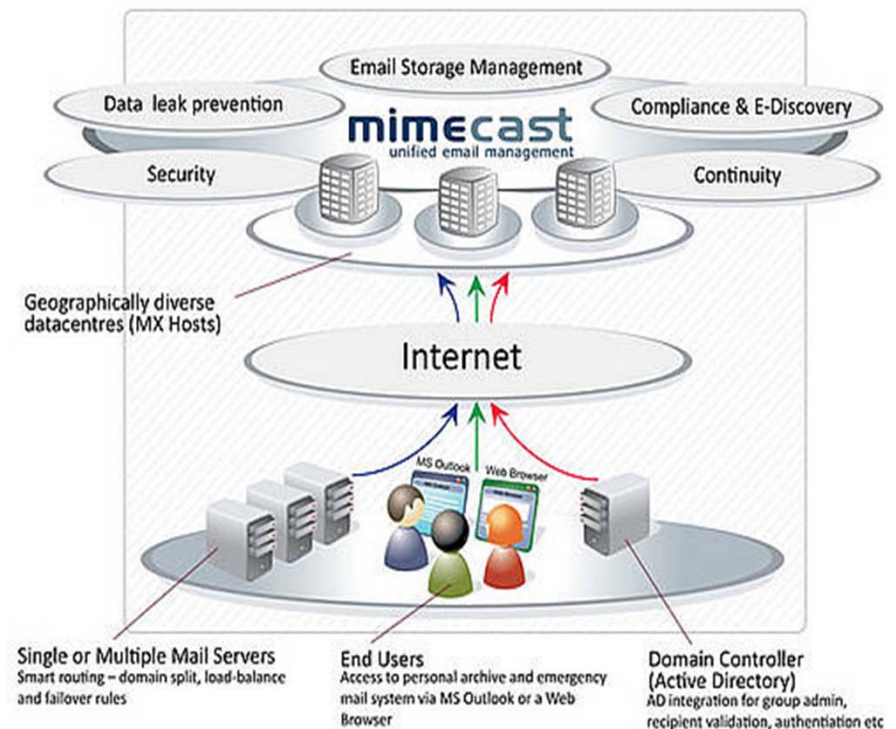 Email Storage Management
Data leak prevention
Compliance & E-Discovery
mimecast
unified email management
Security
Continuity
Geographically diverse
datacentres (MX Hosts)
Internet
MS Outlook
Web Browser
Single or Multiple Mail Servers
Smart routing – domain split, load-balance
and failover rules
End Users
Access to personal archive and emergency
mail system via MS Outlook or a Web
Browser
Domain Controller
(Active Directory)
AD integration for group admin,
recipient validation, authentiation etc